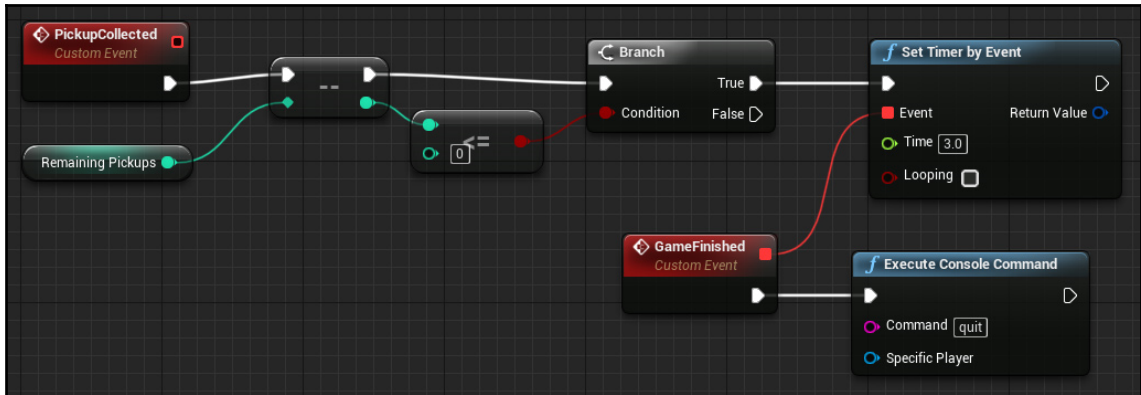 PickupCollected
Custom Event
Remaining Pickups
--
<=
0
Branch
True
Condition
False
Set Timer by Event
Event
Return Value
Time 3.0
Looping
GameFinished
Custom Event
Execute Console Command
Command quit
Specific Player